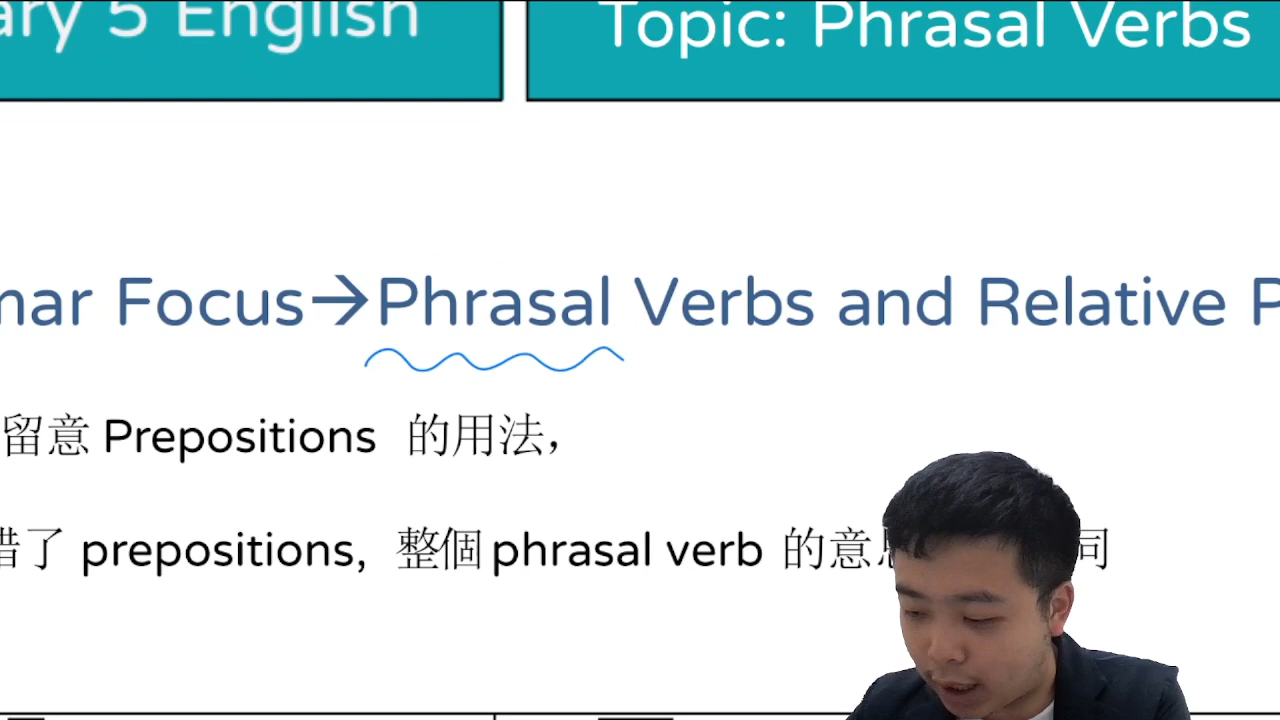 ary 5 English
Topic: Phrasal Verbs
mar Focus→Phrasal Verbs and Relative P
留意 Prepositions 的用法，
錯了 prepositions, 整個 phrasal verb 的意思 同